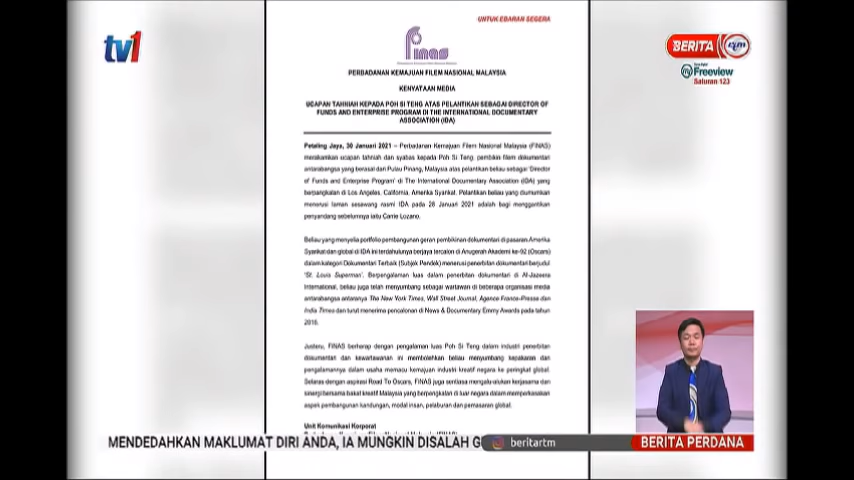 UNTUK EBARAN SEGERA
tv1
Finas
BERITA rtm
myFreeview
Saluran 123
PERBADANAN KEMAJUAN FILEM NASIONAL MALAYSIA
KENYATAAN MEDIA
UCAPAN TAHNIAH KEPADA POH SI TENG ATAS PELANTIKAN SEBAGAI DIRECTOR OF
FUNDS AND ENTERPRISE PROGRAM DI THE INTERNATIONAL DOCUMENTARY
ASSOCIATION (IDA)
Petaling Jaya, 30 Januari 2021 – Perbadanan Kemajuan Filem Nasional Malaysia (FINAS)
merakamkan ucapan tahniah dan syabas kepada Poh Si Teng, pembikin filem dokumentari
antarabangsa yang berasal dari Pulau Pinang, Malaysia atas pelantikan beliau sebagai 'Director
of Funds and Enterprise Program' di The International Documentary Association (IDA) yang
berpangkalan di Los Angeles, California, Amerika Syarikat. Pelantikan beliau yang diumumkan
menerusi laman sesawang rasmi IDA pada 28 Januari 2021 adalah bagi menggantikan
penyandang sebelumnya iaitu Carrie Lozano.
Beliau yang menyelia portfolio pembangunan geran pembikinan dokumentari di pasaran Amerika
Syarikat dan global di IDA ini terdahulunya berjaya tercalon di Anugerah Akademi ke-92 (Oscars)
dalam kategori Dokumentari Terbaik (Subjek Pendek) menerusi penerbitan dokumentari berjudul
'St. Louis Superman'. Berpengalaman luas dalam penerbitan dokumentari di Al-Jazeera
International, beliau juga telah menyumbang sebagai wartawan di beberapa organisasi media
antarabangsa antaranya The New York Times, Wall Street Journal, Agence France-Presse dan
India Times dan turut menerima pencalonan di News & Documentary Emmy Awards pada tahun
2018.
Justeru, FINAS berharap dengan pengalaman luas Poh Si Teng dalam industri penerbitan
dokumentari dan kewartawanan ini membolehkan beliau menyumbang kepakaran dan
pengalamannya dalam usaha memacu kemajuan industri kreatif negara ke peringkat global.
Selaras dengan aspirasi Road To Oscars, FINAS juga sentiasa mengalu-alukan kerjasama dan
sinergi bersama bakat kreatif Malaysia yang berpangkalan di luar negara dalam memperkasakan
aspek pembangunan kandungan, modal insan, pelaburan dan pemasaran global.
Unit Komunikasi Korporat
MENDEDAHKAN MAKLUMAT DIRI ANDA, IA MUNGKIN DISALAH G
beritartm
BERITA PERDANA